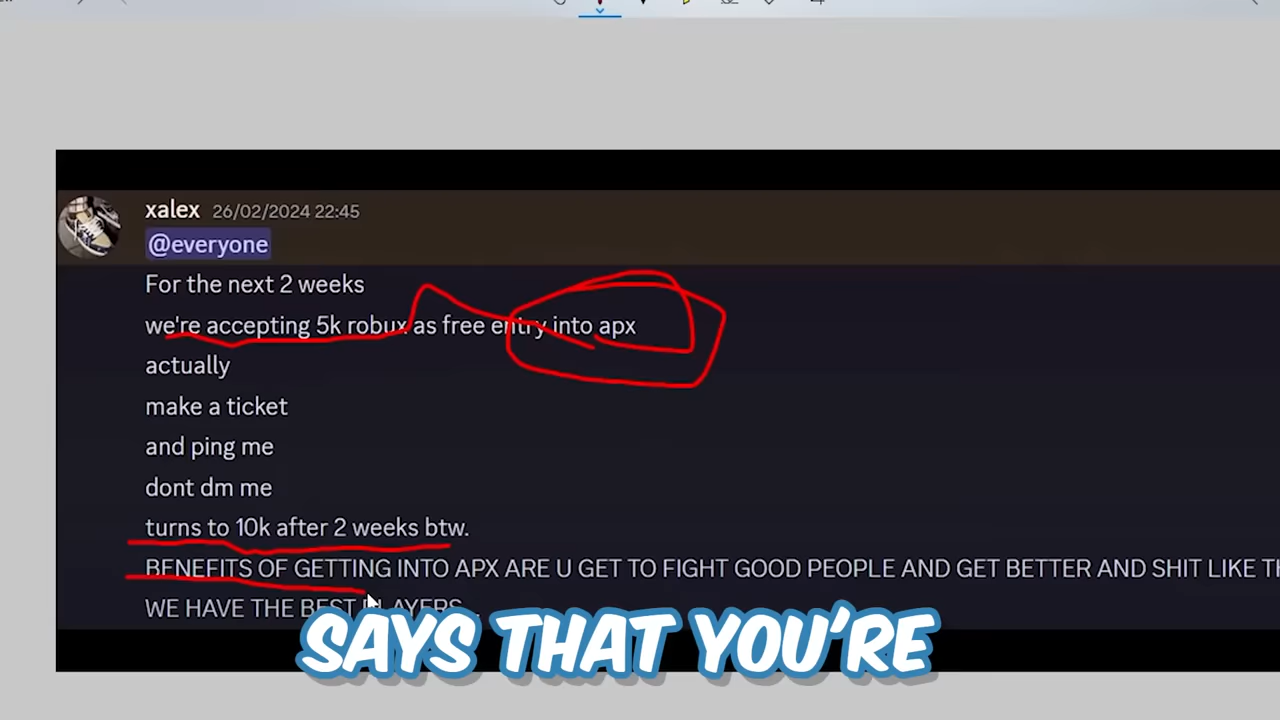 xalex 26/02/2024 22:45
@everyone
For the next 2 weeks
we're accepting 5k robux as free entry into apx
actually
make a ticket
and ping me
dont dm me
turns to 10k after 2 weeks btw.
BENEFITS OF GETTING INTO APX ARE U GET TO FIGHT GOOD PEOPLE AND GET BETTER AND SHIT LIKE
WE HAVE THE BEST PLAYERS
SAYS THAT YOU'RE